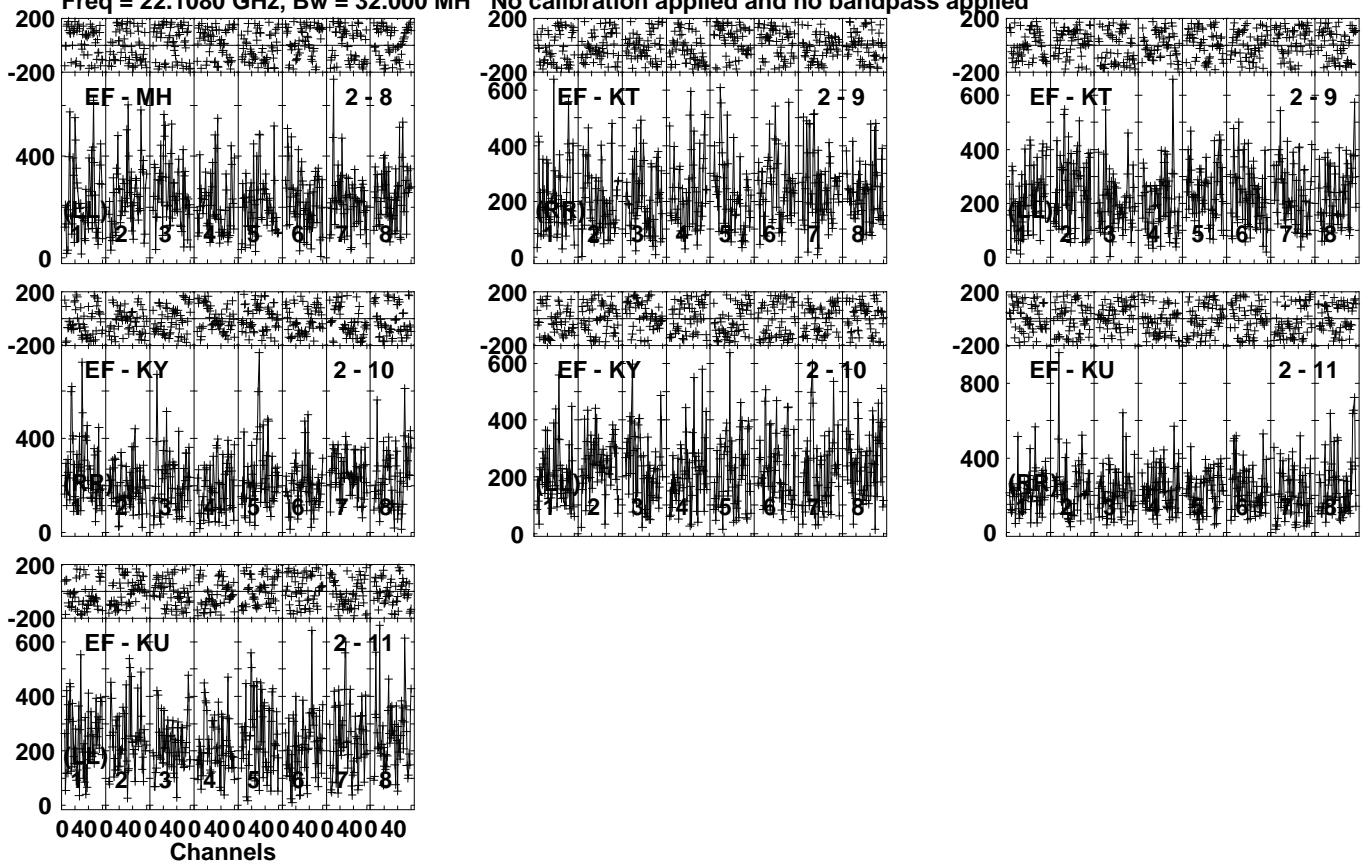 Freq = 22.1080 GHz, Bw = 32.000 MH No calibration applied and no bandpass applied
200
-200
EF - MH 2 - 8
400
(LL)
1 2 3 4 5 6 7 8
0
200
-200
600
EF - KT 2 - 9
400
200
(RR)
1 2 3 4 5 6 7 8
0
200
-200
600
EF - KT 2 - 9
400
200
(LL)
1 2 3 4 5 6 7 8
0
200
-200
EF - KY 2 - 10
400
(RR)
1 2 3 4 5 6 7 8
0
200
-200
600
EF - KY 2 - 10
400
200
(LL)
1 2 3 4 5 6 7 8
0
200
-200
EF - KU 2 - 11
800
400
(RR)
1 2 3 4 5 6 7 8
0
200
-200
600
EF - KU 2 - 11
400
200
(LL)
1 2 3 4 5 6 7 8
0
0 40 0 40 0 40 0 40 0 40 0 40 0 40 0 40
Channels